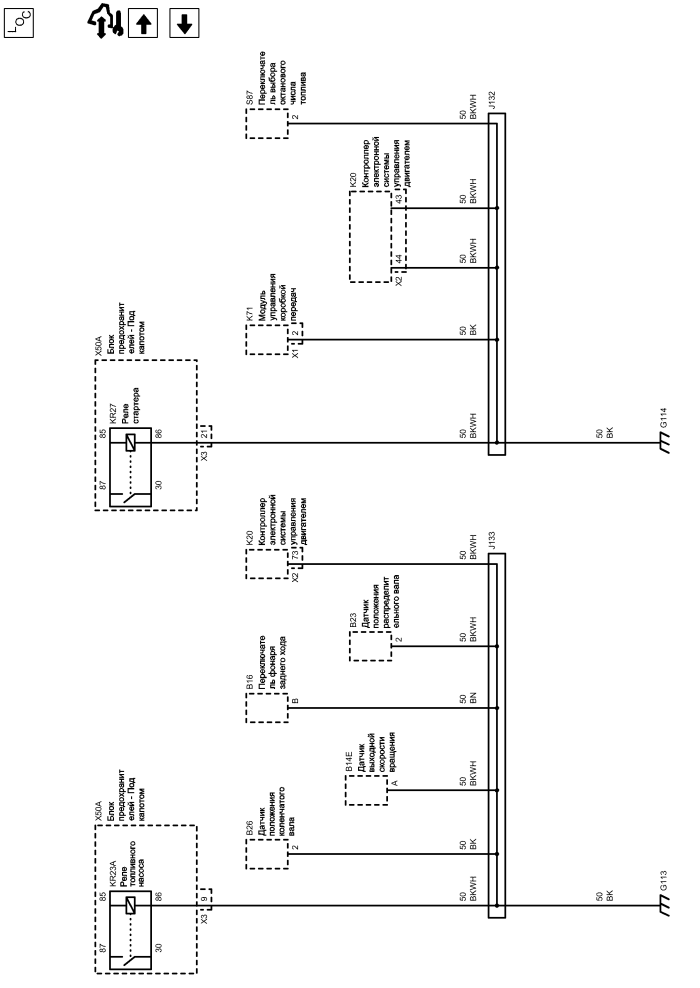 LOC
X50A
Блок
предохранит
елей - Под
капотом
KR23A
Реле
топливного
насоса
85
86
87
30
X3
9
B26
Датчик
положения
коленчатого
вала
2
B14E
Датчик
выходной
скорости
вращения
A
B16
Переключате
ль фонаря
заднего хода
B
B23
Датчик
положения
распределит
ельного вала
2
K20
Контроллер
электронной
системы
управления
двигателем
X2
73
50
BKWH
50
BK
50
BKWH
50
BN
50
BKWH
50
BKWH
J133
50
BK
G113
X50A
Блок
предохранит
елей - Под
капотом
KR27
Реле
стартера
85
86
87
30
X3
21
K71
Модуль
управления
коробкой
передач
X1
2
K20
Контроллер
электронной
системы
управления
двигателем
X2
44
43
S87
Переключате
ль выбора
октанового
числа
топлива
2
50
BKWH
50
BK
50
BKWH
50
BKWH
50
BKWH
J132
50
BK
G114